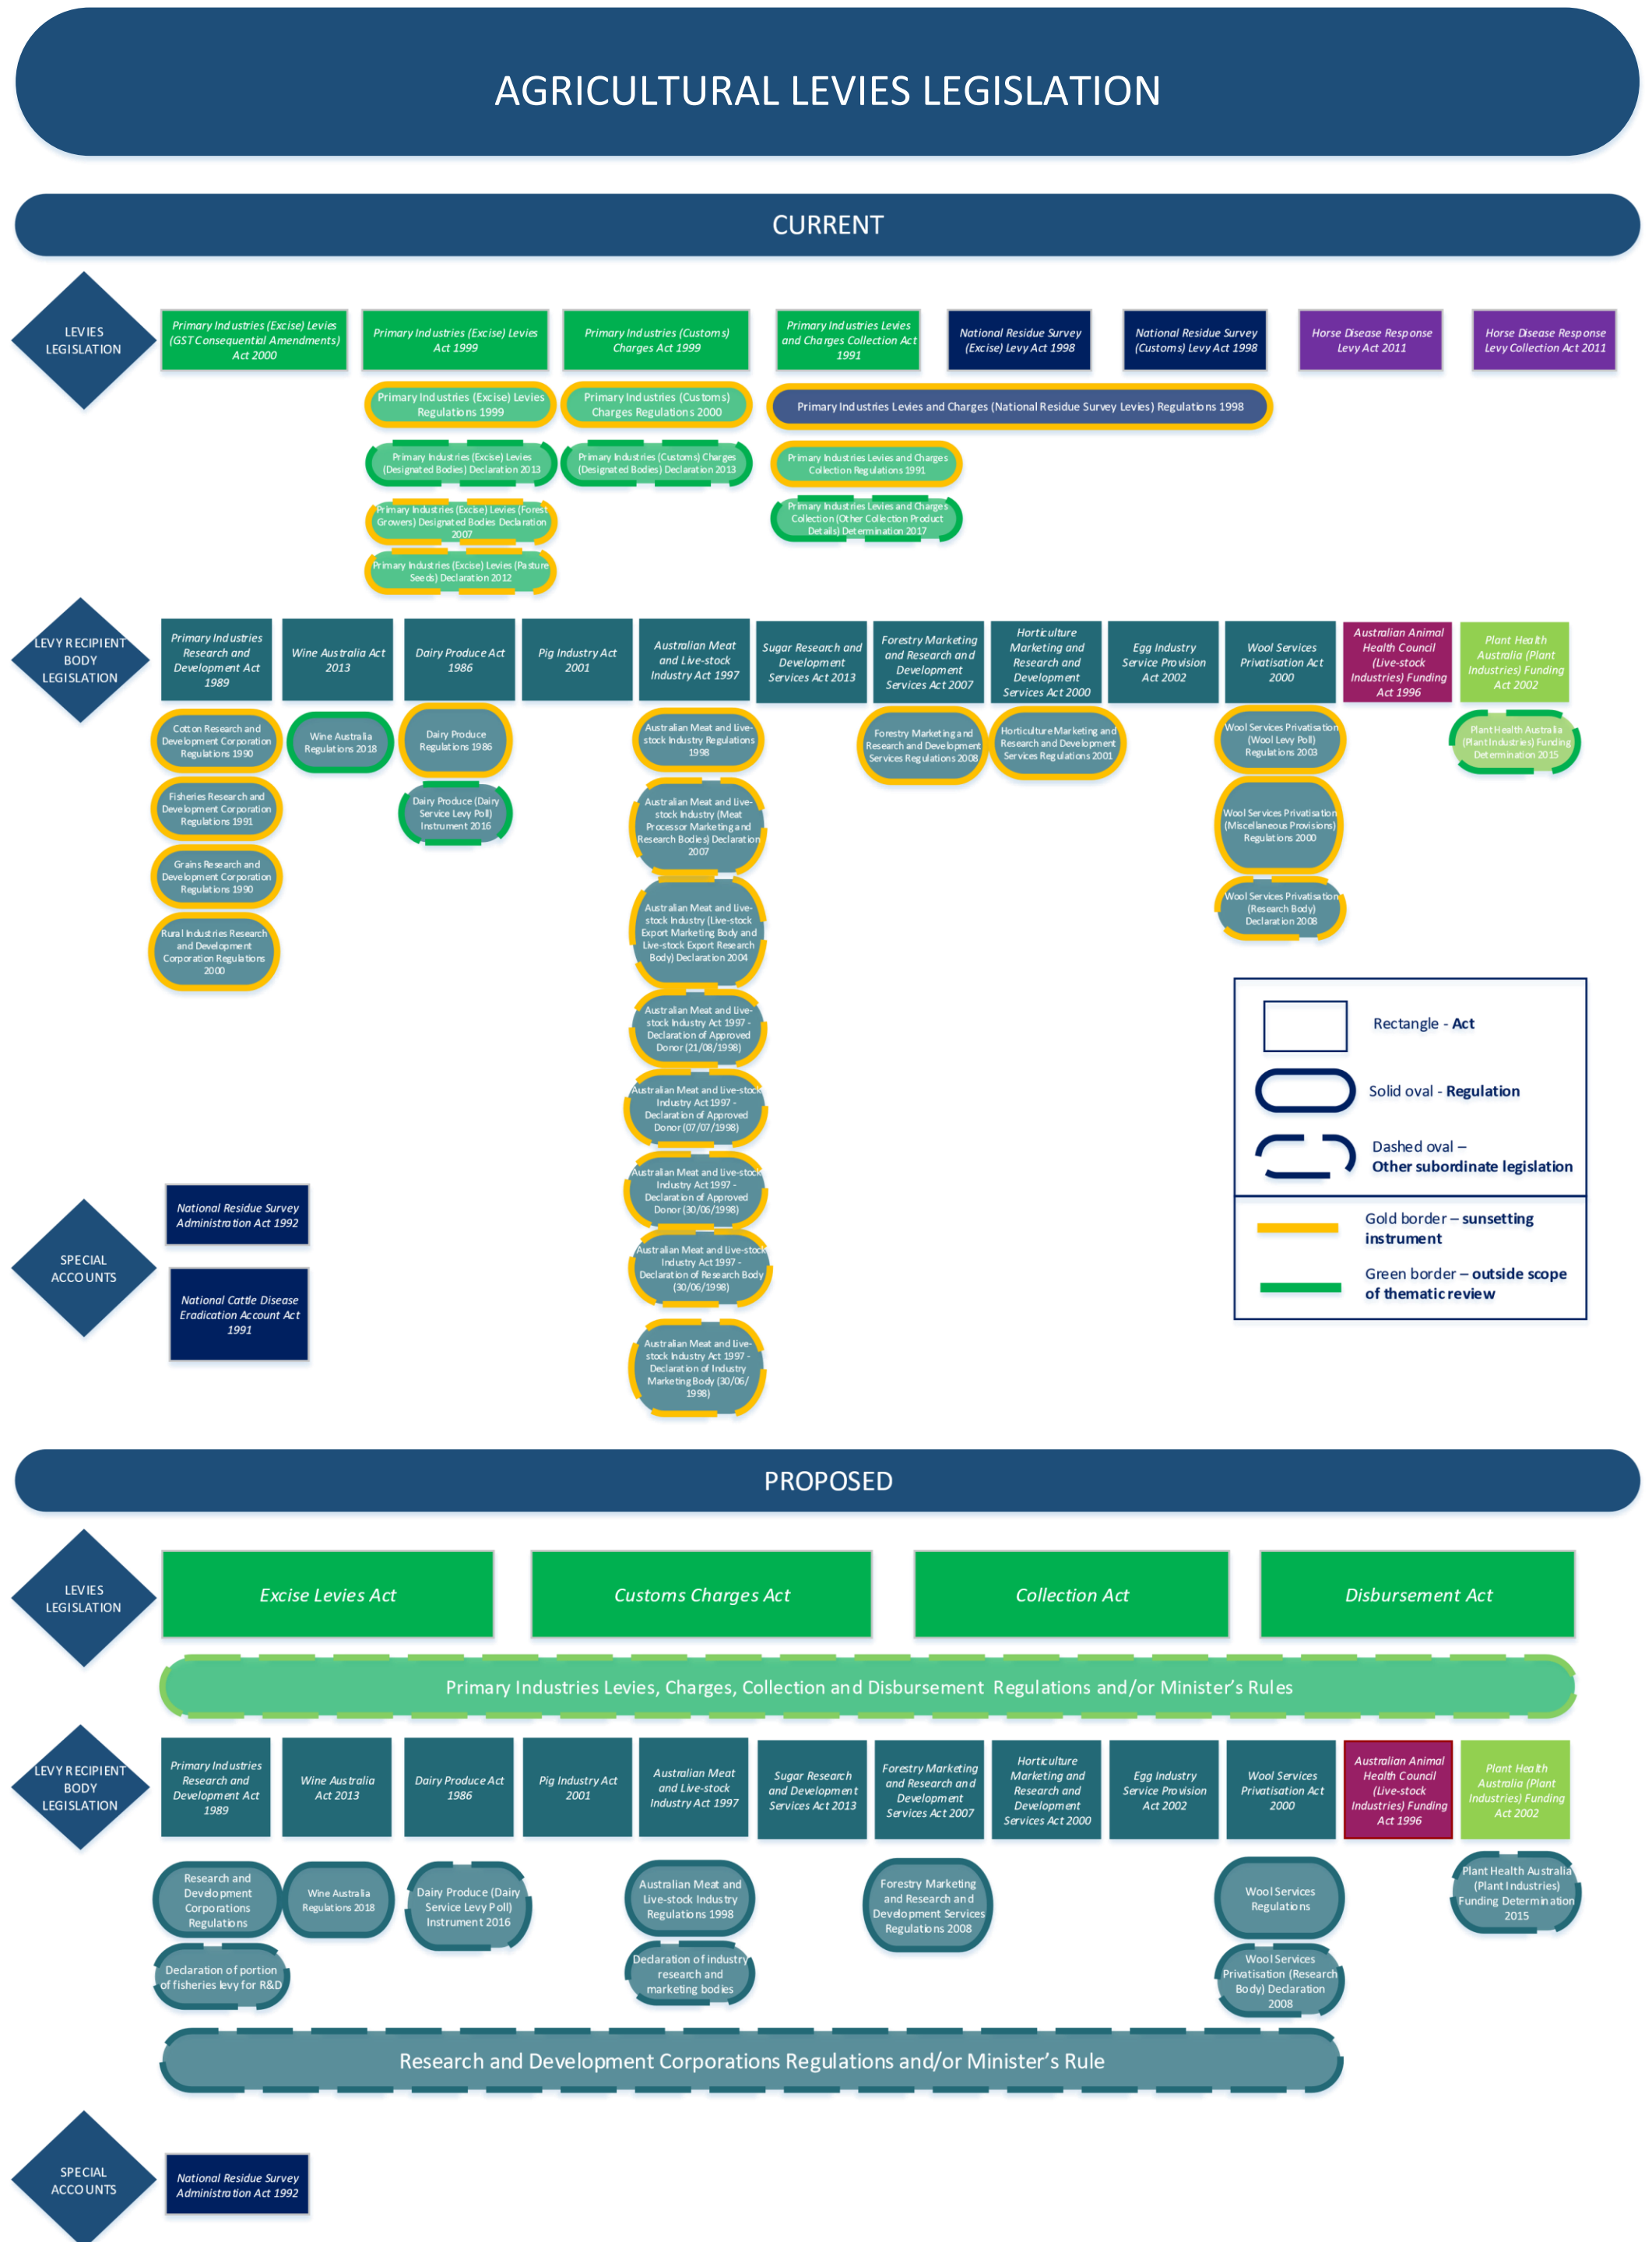 AGRICULTURAL LEVIES LEGISLATION
CURRENT
LEVIES
LEGISLATION
Primary Industries (Excise) Levies
(GST Consequential Amendments)
Act 2000
Primary Industries (Excise) Levies
Act 1999
Primary Industries (Customs)
Charges Act 1999
Primary Industries Levies
and Charges Collection Act
1991
National Residue Survey
(Excise) Levy Act 1998
National Residue Survey
(Customs) Levy Act 1998
Horse Disease Response
Levy Act 2011
Horse Disease Response
Levy Collection Act 2011
Primary Industries (Excise) Levies
Regulations 1999
Primary Industries (Customs)
Charges Regulations 2000
Primary Industries Levies and Charges (National Residue Survey Levies) Regulations 1998
Primary Industries (Excise) Levies
(Designated Bodies) Declaration 2013
Primary Industries (Customs) Charges
(Designated Bodies) Declaration 2013
Primary Industries Levies and Charges
Collection Regulations 1991
Primary Industries (Excise) Levies (Forest
Growers) Designated Bodies Declaration
2007
Primary Industries Levies and Charges
Collection (Other Collection Product
Details) Determination 2017
Primary Industries (Excise) Levies (Pasture
Seeds) Declaration 2012
LEVY RECIPIENT
BODY
LEGISLATION
Primary Industries
Research and
Development Act
1989
Wine Australia Act
2013
Dairy Produce Act
1986
Pig Industry Act
2001
Australian Meat
and Live-stock
Industry Act 1997
Sugar Research and
Development
Services Act 2013
Forestry Marketing
and Research and
Development
Services Act 2007
Horticulture
Marketing and
Research and
Development
Services Act 2000
Egg Industry
Service Provision
Act 2002
Wool Services
Privatisation Act
2000
Australian Animal
Health Council
(Live-stock
Industries) Funding
Act 1996
Plant Health
Australia (Plant
Industries) Funding
Act 2002
Cotton Research and
Development Corporation
Regulations 1990
Wine Australia
Regulations 2018
Dairy Produce
Regulations 1986
Australian Meat and Live-
stock Industry Regulations
1998
Forestry Marketing and
Research and Development
Services Regulations 2008
Horticulture Marketing and
Research and Development
Services Regulations 2001
Wool Services Privatisation
(Wool Levy Poll)
Regulations 2003
Plant Health Australia
(Plant Industries) Funding
Determination 2015
Fisheries Research and
Development Corporation
Regulations 1991
Dairy Produce (Dairy
Service Levy Poll)
Instrument 2016
Australian Meat and Live-
stock Industry (Meat
Processor Marketing and
Research Bodies) Declaration
2007
Wool Services Privatisation
(Miscellaneous Provisions)
Regulations 2000
Grains Research and
Development Corporation
Regulations 1990
Australian Meat and Live-
stock Industry (Live-stock
Export Marketing Body and
Live-stock Export Research
Body) Declaration 2004
Wool Services Privatisation
(Research Body)
Declaration 2008
Rural Industries Research
and Development
Corporation Regulations
2000
Australian Meat and Live-
stock Industry Act 1997 -
Declaration of Approved
Donor (21/08/1998)
Australian Meat and Live-stock
Industry Act 1997 -
Declaration of Approved
Donor (07/07/1998)
Australian Meat and Live-stock
Industry Act 1997 -
Declaration of Approved
Donor (30/06/1998)
Australian Meat and Live-stock
Industry Act 1997 -
Declaration of Research Body
(30/06/1998)
Australian Meat and Live-
stock Industry Act 1997 -
Declaration of Industry
Marketing Body (30/06/
1998)
Rectangle - Act
Solid oval - Regulation
Dashed oval –
Other subordinate legislation
Gold border – sunsetting
instrument
Green border – outside scope
of thematic review
SPECIAL
ACCOUNTS
National Residue Survey
Administration Act 1992
National Cattle Disease
Eradication Account Act
1991
PROPOSED
LEVIES
LEGISLATION
Excise Levies Act
Customs Charges Act
Collection Act
Disbursement Act
Primary Industries Levies, Charges, Collection and Disbursement Regulations and/or Minister's Rules
LEVY RECIPIENT
BODY
LEGISLATION
Primary Industries
Research and
Development Act
1989
Wine Australia
Act 2013
Dairy Produce Act
1986
Pig Industry Act
2001
Australian Meat
and Live-stock
Industry Act 1997
Sugar Research
and Development
Services Act 2013
Forestry Marketing
and Research and
Development
Services Act 2007
Horticulture
Marketing and
Research and
Development
Services Act 2000
Egg Industry
Service Provision
Act 2002
Wool Services
Privatisation Act
2000
Australian Animal
Health Council
(Live-stock
Industries) Funding
Act 1996
Plant Health
Australia (Plant
Industries) Funding
Act 2002
Research and
Development
Corporations
Regulations
Wine Australia
Regulations 2018
Dairy Produce (Dairy
Service Levy Poll)
Instrument 2016
Australian Meat and
Live-stock Industry
Regulations 1998
Forestry Marketing
and Research and
Development Services
Regulations 2008
Wool Services
Regulations
Plant Health Australia
(Plant Industries)
Funding Determination
2015
Declaration of portion
of fisheries levy for R&D
Declaration of industry
research and
marketing bodies
Wool Services
Privatisation (Research
Body) Declaration
2008
Research and Development Corporations Regulations and/or Minister's Rule
SPECIAL
ACCOUNTS
National Residue Survey
Administration Act 1992